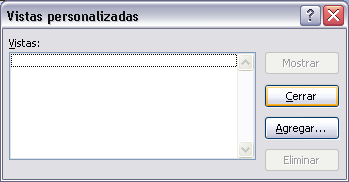 Vistas personalizadas
Vistas:
Mostrar
Cerrar
Agregar...
Eliminar